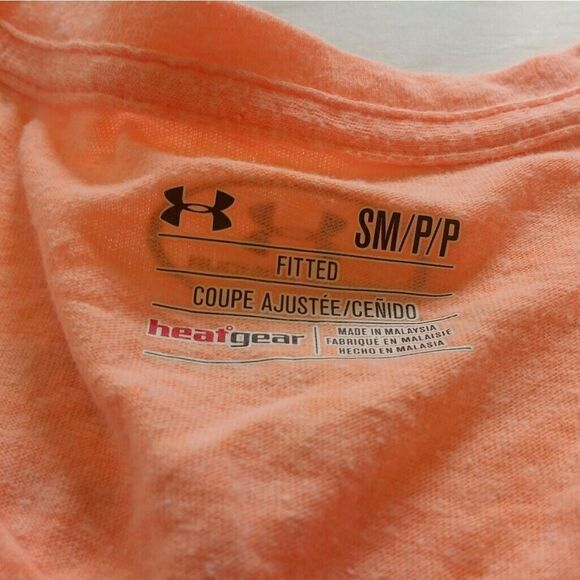 SM/P/P
FITTED
COUPE AJUSTÉE/CEÑIDO
heatgear
MADE IN MALAYSIA
FABRIQUÉ EN MALAISIE
HECHO EN MALASIA